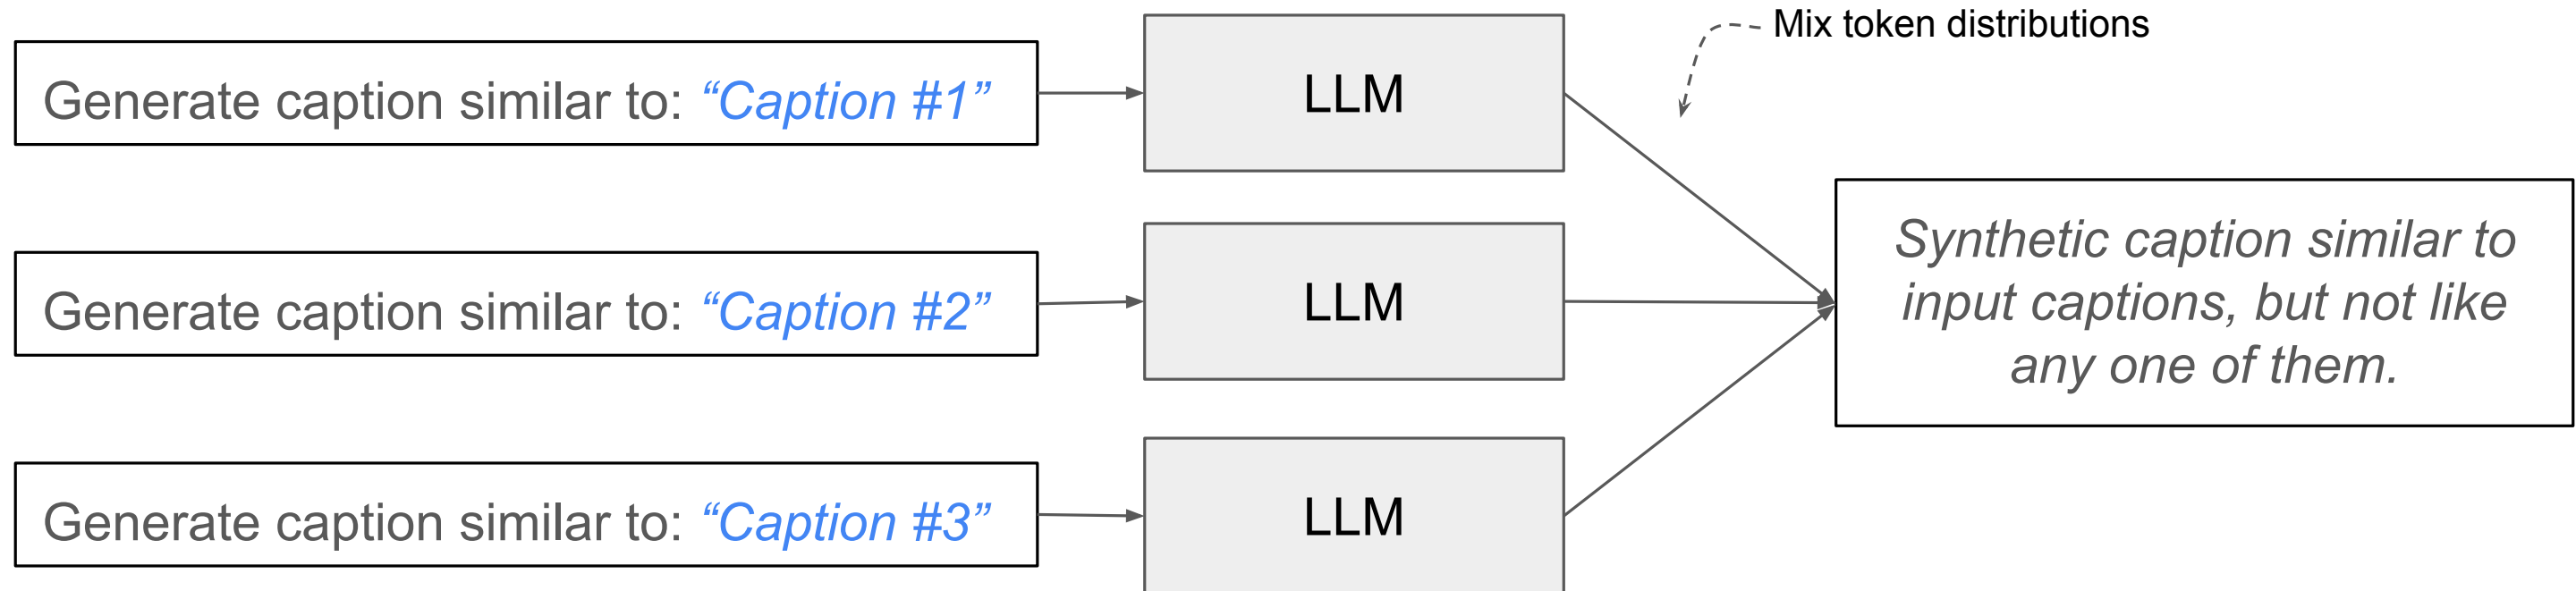 Mix token distributions
Generate caption similar to: “Caption #1”
LLM
Generate caption similar to: “Caption #2”
LLM
Generate caption similar to: “Caption #3”
LLM
Synthetic caption similar to
input captions, but not like
any one of them.